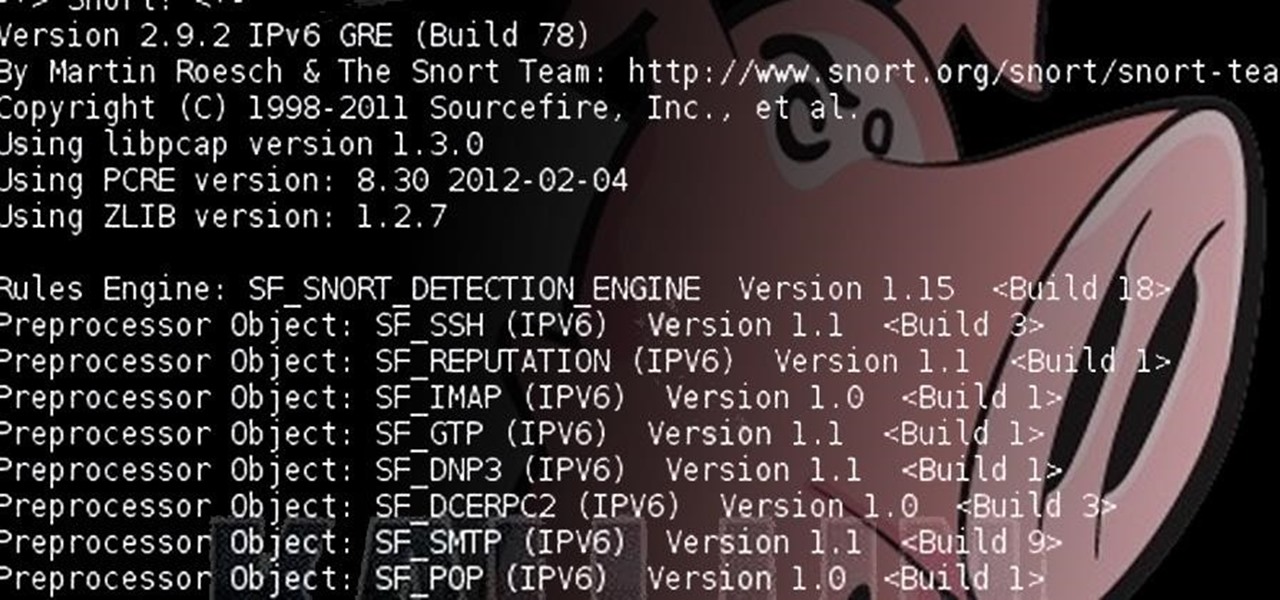 Snort! <*-
Version 2.9.2 IPv6 GRE (Build 78)
By Martin Roesch & The Snort Team: http://www.snort.org/snort/snort-tea
Copyright (C) 1998-2011 Sourcefire, Inc., et al.
Using libpcap version 1.3.0
Using PCRE version: 8.30 2012-02-04
Using ZLIB version: 1.2.7
Rules Engine: SF_SNORT_DETECTION_ENGINE Version 1.15 <Build 18>
Preprocessor Object: SF_SSH (IPV6) Version 1.1 <Build 3>
Preprocessor Object: SF_REPUTATION (IPV6) Version 1.1 <Build 1>
Preprocessor Object: SF_IMAP (IPV6) Version 1.0 <Build 1>
Preprocessor Object: SF_GTP (IPV6) Version 1.1 <Build 1>
Preprocessor Object: SF_DNP3 (IPV6) Version 1.1 <Build 1>
Preprocessor Object: SF_DCERPC2 (IPV6) Version 1.0 <Build 3>
Preprocessor Object: SF_SMTP (IPV6) Version 1.1 <Build 9>
Preprocessor Object: SF_POP (IPV6) Version 1.0 <Build 1>